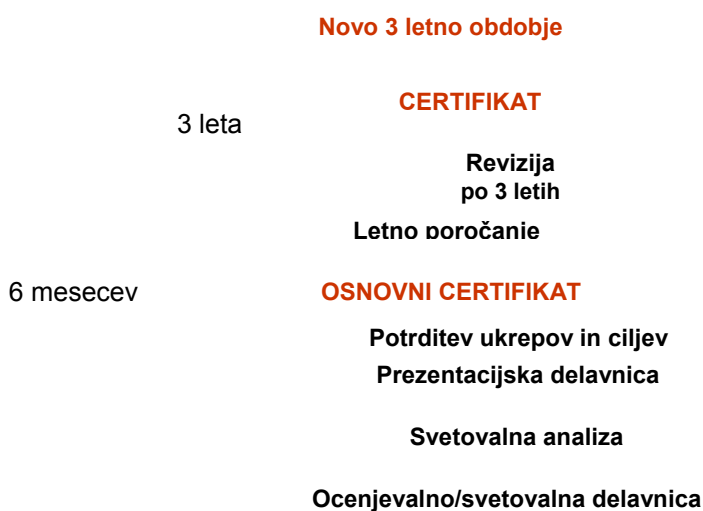 Novo 3 letno obdobje
CERTIFIKAT
3 leta
Revizija
po 3 letih
Letno poročanje
6 mesecev
OSNOVNI CERTIFIKAT
Potrditev ukrepov in ciljev
Prezentacijska delavnica
Svetovalna analiza
Ocenjevalno/svetovalna delavnica